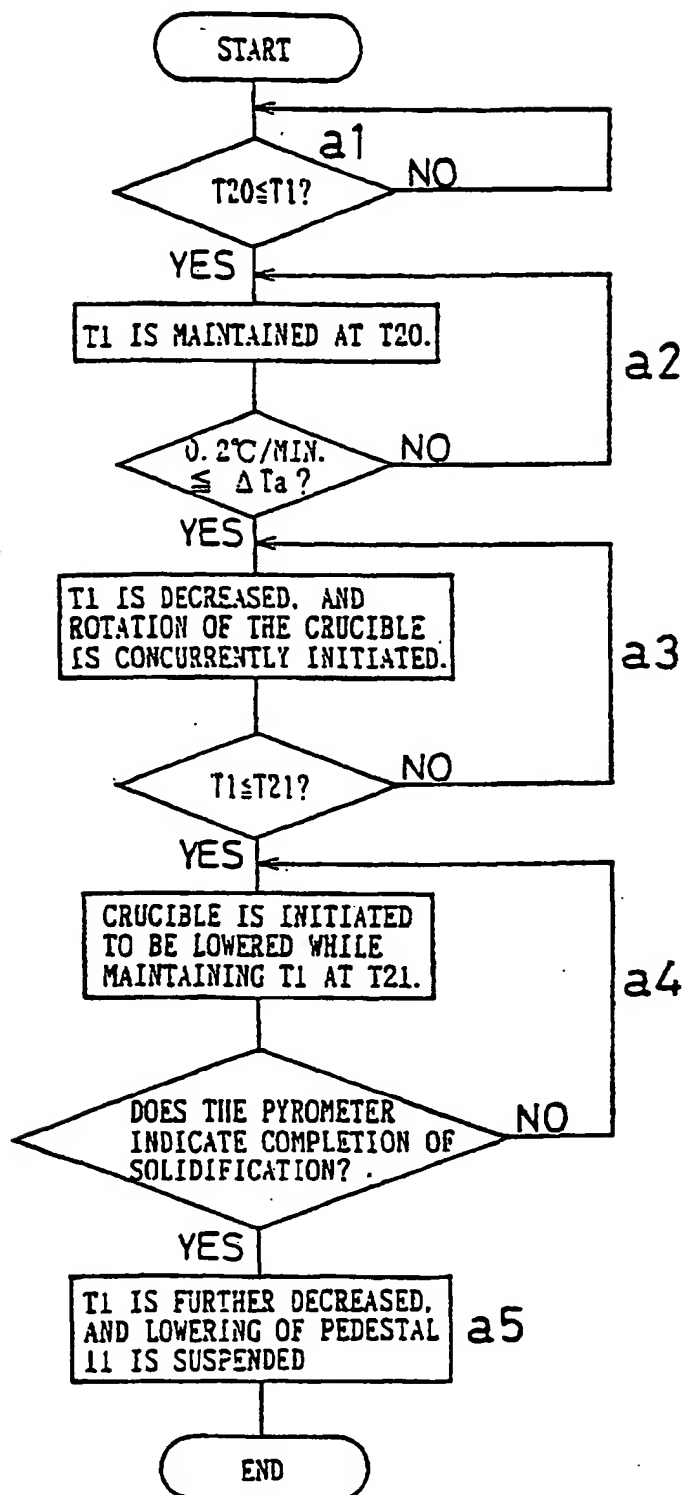 START
a1
T20≦T1?
NO
YES
T1 IS MAINTAINED AT T20.
a2
0.2℃/MIN.
≦ ΔTa?
NO
YES
T1 IS DECREASED, AND
ROTATION OF THE CRUCIBLE
IS CONCURRENTLY INITIATED.
a3
T1≦T21?
NO
YES
CRUCIBLE IS INITIATED
TO BE LOWERED WHILE
MAINTAINING T1 AT T21.
a4
DOES THE PYROMETER
INDICATE COMPLETION OF
SOLIDIFICATION?
NO
YES
T1 IS FURTHER DECREASED,
AND LOWERING OF PEDESTAL
11 IS SUSPENDED
a5
END